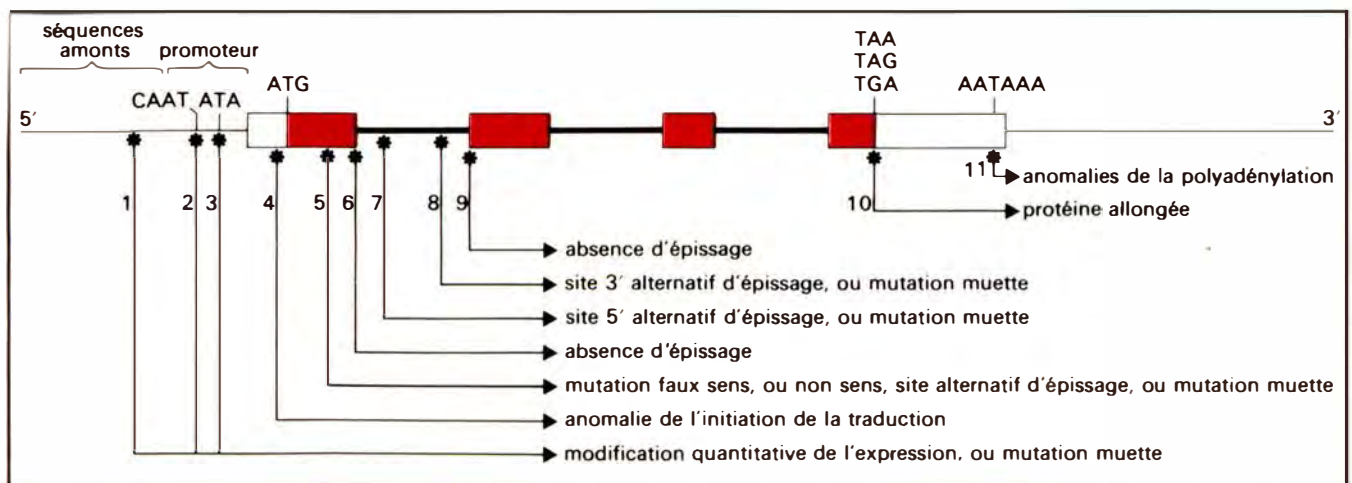 séquences
amonts promoteur
TAA
TAG
ATG TGA AATAAA
CAAT ATA
5′ 3′
1 2 3 4 5 6 7 8 9 10 11
anomalies de la polyadénylation
protéine allongée
absence d'épissage
site 3′ alternatif d'épissage, ou mutation muette
site 5′ alternatif d'épissage, ou mutation muette
absence d'épissage
mutation faux sens, ou non sens, site alternatif d'épissage, ou mutation muette
anomalie de l'initiation de la traduction
modification quantitative de l'expression, ou mutation muette